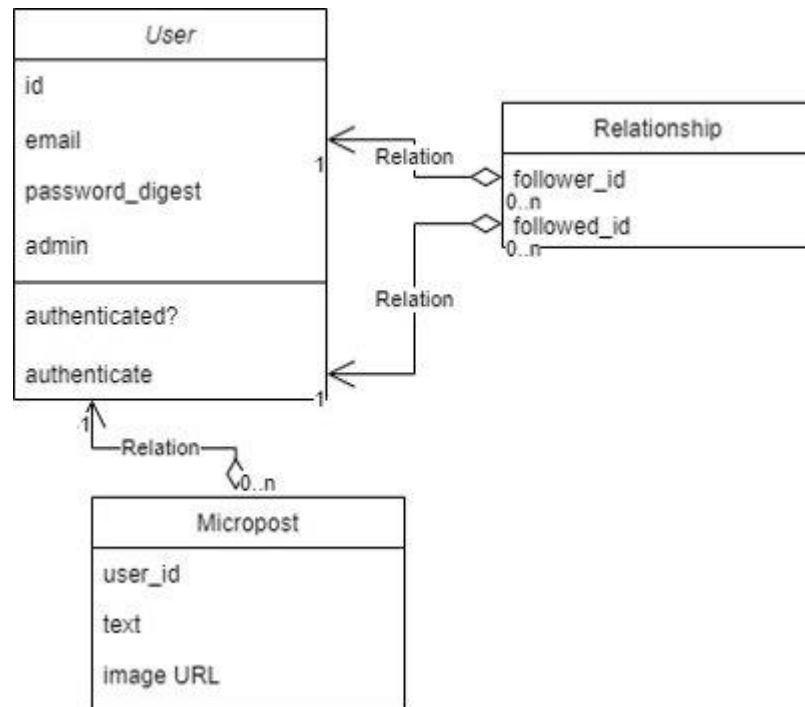 User
id
email
password_digest
admin
authenticated?
authenticate
1
Relation
1
Relation
Relationship
follower_id
0..n
followed_id
0..n
1
Relation
0..n
Micropost
user_id
text
image URL